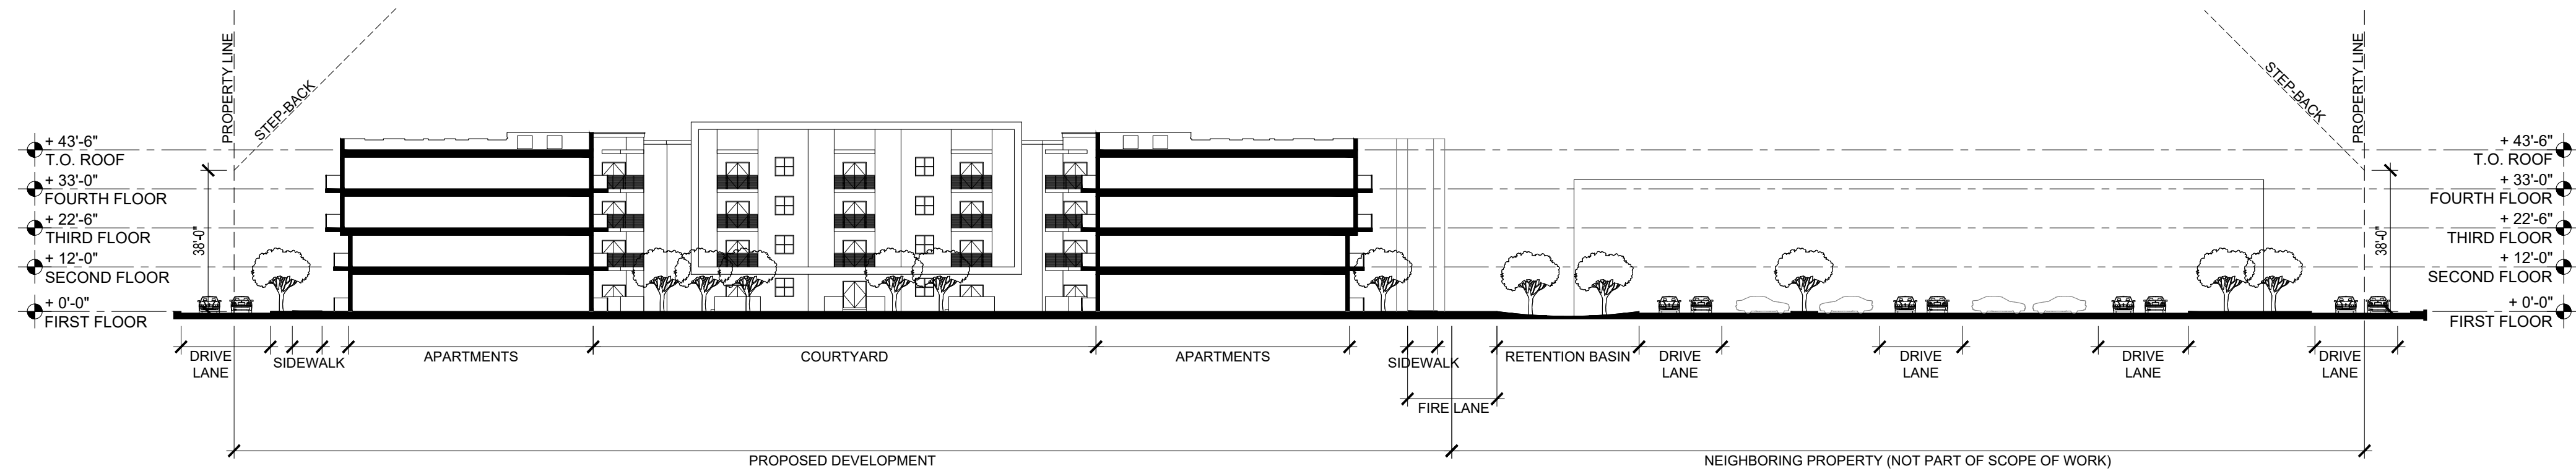 PROPERTY LINE
STEP-BACK
STEP-BACK
PROPERTY LINE
+ 43'-6"
T.O. ROOF
+ 33'-0"
FOURTH FLOOR
+ 22'-6"
THIRD FLOOR
+ 12'-0"
SECOND FLOOR
+ 0'-0"
FIRST FLOOR
38'-0"
+ 43'-6"
T.O. ROOF
+ 33'-0"
FOURTH FLOOR
+ 22'-6"
THIRD FLOOR
+ 12'-0"
SECOND FLOOR
+ 0'-0"
FIRST FLOOR
38'-0"
DRIVE
LANE
SIDEWALK
APARTMENTS
COURTYARD
APARTMENTS
SIDEWALK
FIRE LANE
RETENTION BASIN
DRIVE
LANE
DRIVE
LANE
DRIVE
LANE
DRIVE
LANE
PROPOSED DEVELOPMENT
NEIGHBORING PROPERTY (NOT PART OF SCOPE OF WORK)